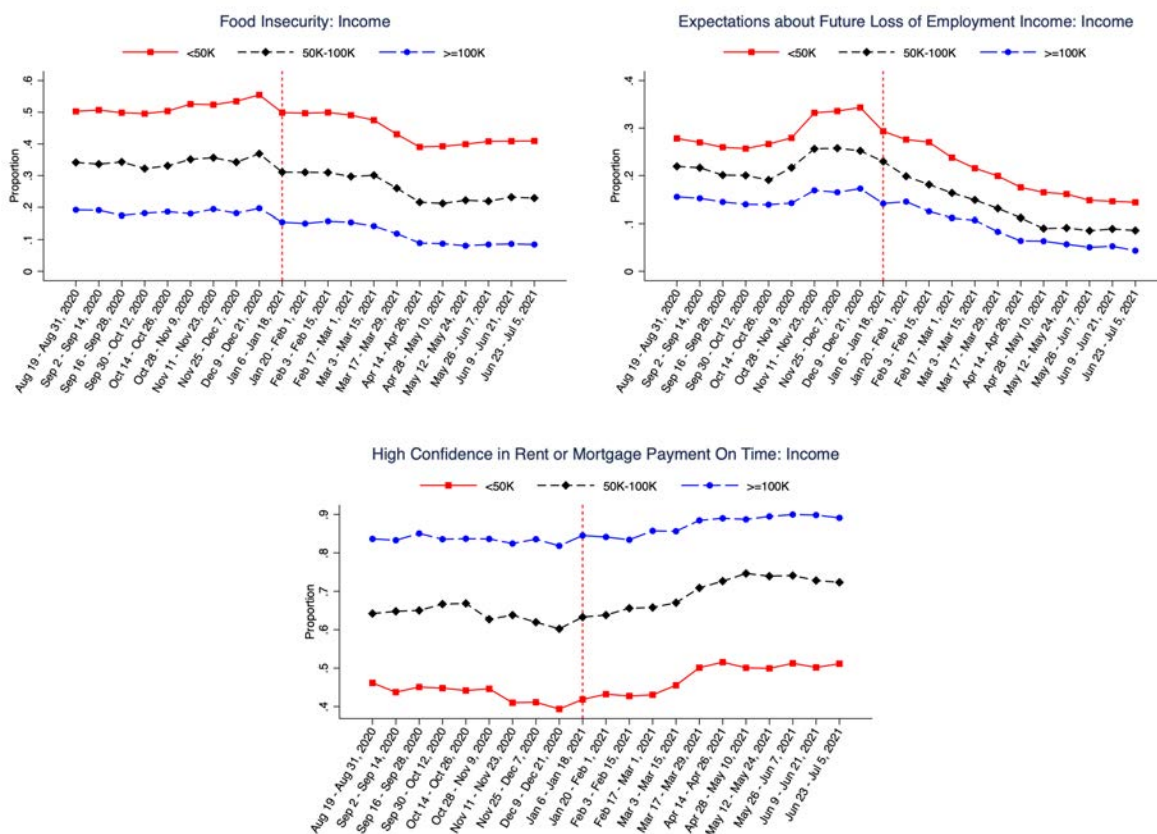 Food Insecurity: Income
<50K 50K-100K >=100K
Proportion
.6
.5
.4
.3
.2
.1
0
Aug 19 - Aug 31, 2020
Sep 2 - Sep 14, 2020
Sep 16 - Sep 28, 2020
Sep 30 - Oct 12, 2020
Oct 14 - Oct 26, 2020
Oct 28 - Nov 9, 2020
Nov 11 - Nov 23, 2020
Nov 25 - Dec 7, 2020
Dec 9 - Dec 21, 2020
Jan 6 - Jan 18, 2021
Jan 20 - Feb 1, 2021
Feb 3 - Feb 15, 2021
Feb 17 - Mar 1, 2021
Mar 3 - Mar 15, 2021
Mar 17 - Mar 29, 2021
Apr 14 - Apr 26, 2021
Apr 28 - May 10, 2021
May 12 - May 24, 2021
May 26 - Jun 7, 2021
Jun 9 - Jun 21, 2021
Jun 23 - Jul 5, 2021
Expectations about Future Loss of Employment Income: Income
<50K 50K-100K >=100K
Proportion
.4
.3
.2
.1
0
Aug 19 - Aug 31, 2020
Sep 2 - Sep 14, 2020
Sep 16 - Sep 28, 2020
Sep 30 - Oct 12, 2020
Oct 14 - Oct 26, 2020
Oct 28 - Nov 9, 2020
Nov 11 - Nov 23, 2020
Nov 25 - Dec 7, 2020
Dec 9 - Dec 21, 2020
Jan 6 - Jan 18, 2021
Jan 20 - Feb 1, 2021
Feb 3 - Feb 15, 2021
Feb 17 - Mar 1, 2021
Mar 3 - Mar 15, 2021
Mar 17 - Mar 29, 2021
Apr 14 - Apr 26, 2021
Apr 28 - May 10, 2021
May 12 - May 24, 2021
May 26 - Jun 7, 2021
Jun 9 - Jun 21, 2021
Jun 23 - Jul 5, 2021
High Confidence in Rent or Mortgage Payment On Time: Income
<50K 50K-100K >=100K
Proportion
.9
.8
.7
.6
.5
.4
Aug 19 - Aug 31, 2020
Sep 2 - Sep 14, 2020
Sep 16 - Sep 28, 2020
Sep 30 - Oct 12, 2020
Oct 14 - Oct 26, 2020
Oct 28 - Nov 9, 2020
Nov 11 - Nov 23, 2020
Nov 25 - Dec 7, 2020
Dec 9 - Dec 21, 2020
Jan 6 - Jan 18, 2021
Jan 20 - Feb 1, 2021
Feb 3 - Feb 15, 2021
Feb 17 - Mar 1, 2021
Mar 3 - Mar 15, 2021
Mar 17 - Mar 29, 2021
Apr 14 - Apr 26, 2021
Apr 28 - May 10, 2021
May 12 - May 24, 2021
May 26 - Jun 7, 2021
Jun 9 - Jun 21, 2021
Jun 23 - Jul 5, 2021